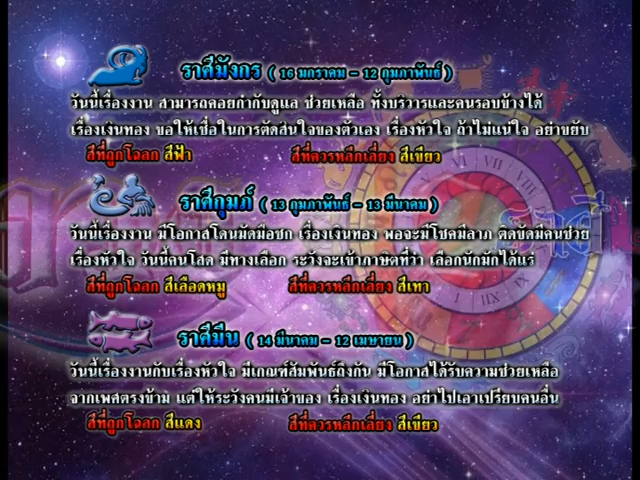 ราศีมังกร ( 16 มกราคม - 12 กุมภาพันธ์ )
วันนี้เรื่องงาน สามารถคอยกำกับดูแล ช่วยเหลือ ทั้งบริวารและคนรอบข้างได้
เรื่องเงินทอง ขอให้เชื่อในการตัดสินใจของตัวเอง เรื่องหัวใจ ถ้าไม่แน่ใจ อย่าขยับ
สีที่ถูกโฉลก สีฟ้า สีที่ควรหลีกเลี่ยง สีเขียว
ราศีกุมภ์ ( 13 กุมภาพันธ์ - 13 มีนาคม )
วันนี้เรื่องงาน มีโอกาสโดนมัดมือชก เรื่องเงินทอง พอจะมีโชคมีลาภ ติดขัดมีคนช่วย
เรื่องหัวใจ วันนี้คนโสด มีทางเลือก ระวังจะเข้าภาษิตที่ว่า เลือกนักมักได้แร่
สีที่ถูกโฉลก สีเลือดหมู สีที่ควรหลีกเลี่ยง สีเทา
ราศีมีน ( 14 มีนาคม - 12 เมษายน )
วันนี้เรื่องงานกับเรื่องหัวใจ มีเกณฑ์สัมพันธ์ถึงกัน มีโอกาสได้รับความช่วยเหลือ
จากเพศตรงข้าม แต่ให้ระวังคนมีเจ้าของ เรื่องเงินทอง อย่าไปเอาเปรียบคนอื่น
สีที่ถูกโฉลก สีแดง สีที่ควรหลีกเลี่ยง สีเขียว